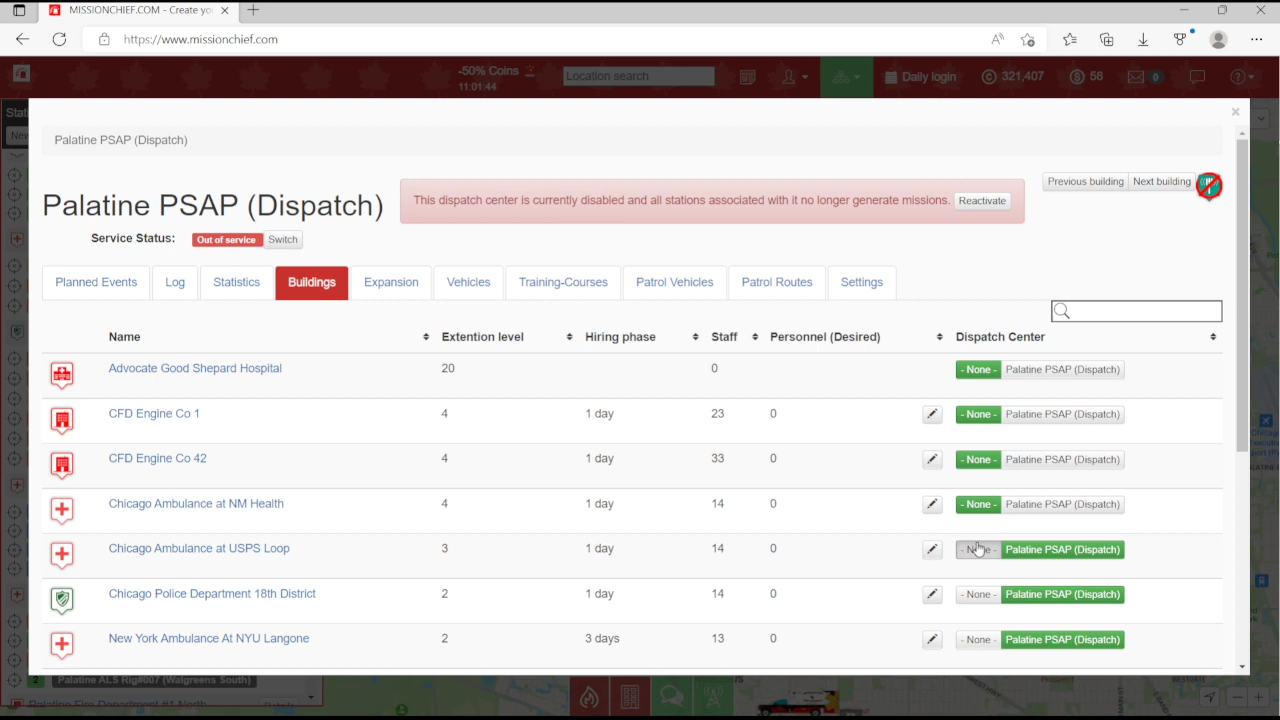 MISSIONCHIEF.COM - Create yo
https://www.missionchief.com
-50% Coins
11:01:44
Location search
Daily login
321,407
58
0
Stati
New
Palatine PSAP (Dispatch)
Palatine PSAP (Dispatch)
This dispatch center is currently disabled and all stations associated with it no longer generate missions.
Reactivate
Previous building
Next building
Service Status:
Out of service
Switch
Planned Events
Log
Statistics
Buildings
Expansion
Vehicles
Training-Courses
Patrol Vehicles
Patrol Routes
Settings
Name Extention level Hiring phase Staff Personnel (Desired) Dispatch Center
Advocate Good Shepard Hospital 20 0 - None - Palatine PSAP (Dispatch)
CFD Engine Co 1 4 1 day 23 0 - None - Palatine PSAP (Dispatch)
CFD Engine Co 42 4 1 day 33 0 - None - Palatine PSAP (Dispatch)
Chicago Ambulance at NM Health 4 1 day 14 0 - None - Palatine PSAP (Dispatch)
Chicago Ambulance at USPS Loop 3 1 day 14 0 - None - Palatine PSAP (Dispatch)
Chicago Police Department 18th District 2 1 day 14 0 - None - Palatine PSAP (Dispatch)
New York Ambulance At NYU Langone 2 3 days 13 0 - None - Palatine PSAP (Dispatch)
2 Palatine ALS Rig#007 (Walgreens South)
Palatine Fire Department #1 North